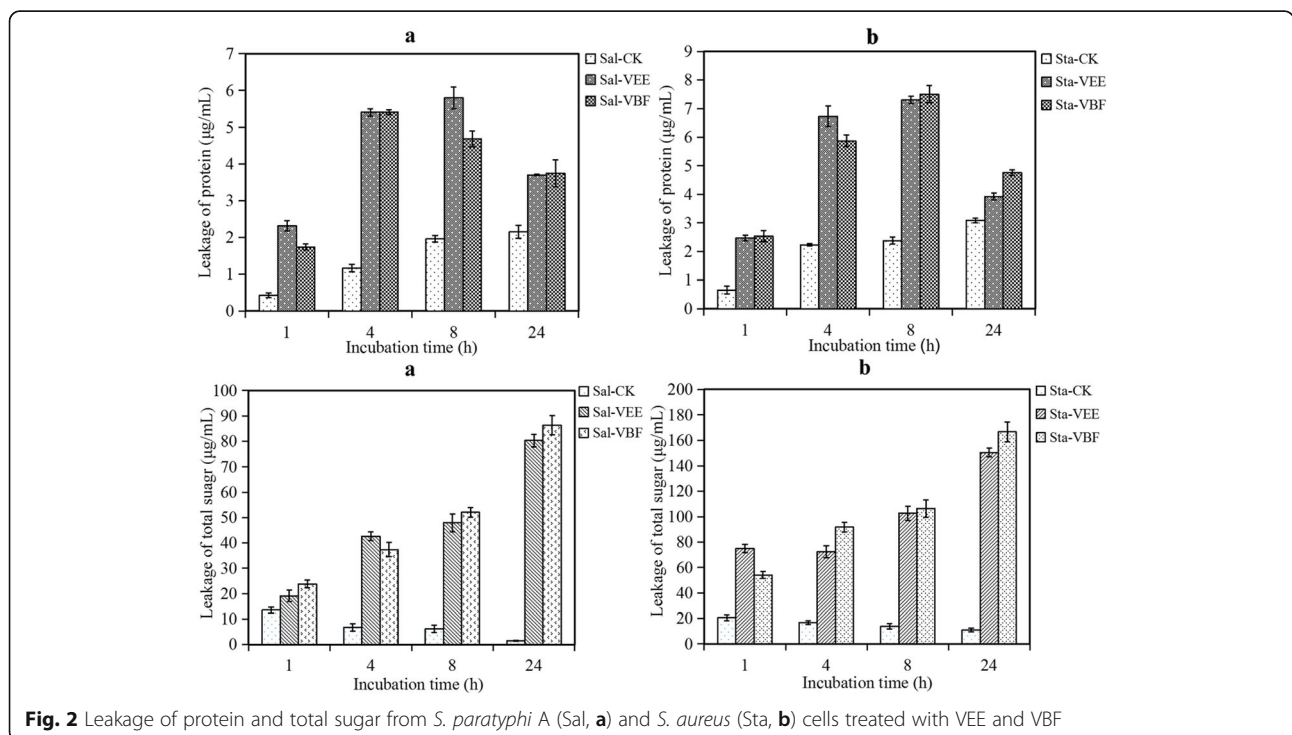 a
7
6
5
4
3
2
1
0
Leakage of protein (µg/mL)
1 4 8 24
Incubation time (h)
Sal-CK
Sal-VEE
Sal-VBF
b
9
8
7
6
5
4
3
2
1
0
Leakage of protein (µg/mL)
1 4 8 24
Incubation time (h)
Sta-CK
Sta-VEE
Sta-VBF
a
100
90
80
70
60
50
40
30
20
10
0
Leakage of total suagr (µg/mL)
1 4 8 24
Incubation time (h)
Sal-CK
Sal-VEE
Sal-VBF
b
200
180
160
140
120
100
80
60
40
20
0
Leakage of total sugar (µg/mL)
1 4 8 24
Incubation time (h)
Sta-CK
Sta-VEE
Sta-VBF
Fig. 2 Leakage of protein and total sugar from S. paratyphi A (Sal, a) and S. aureus (Sta, b) cells treated with VEE and VBF